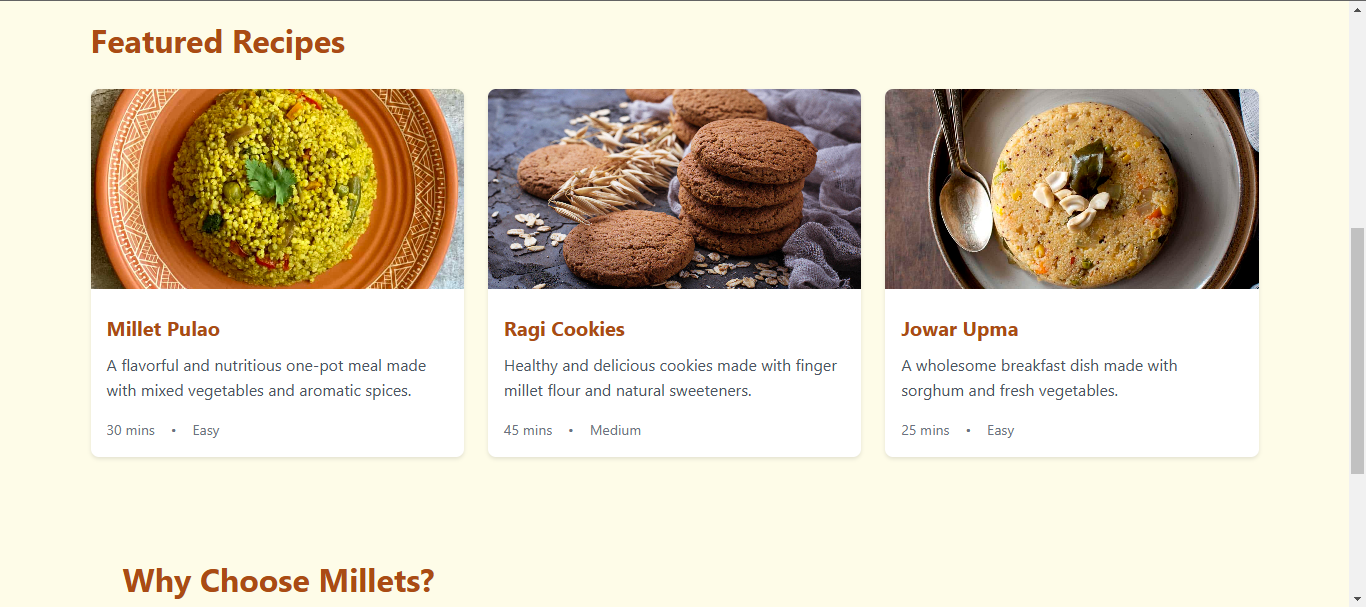 Featured Recipes
Millet Pulao
A flavorful and nutritious one-pot meal made
with mixed vegetables and aromatic spices.
30 mins • Easy
Ragi Cookies
Healthy and delicious cookies made with finger
millet flour and natural sweeteners.
45 mins • Medium
Jowar Upma
A wholesome breakfast dish made with
sorghum and fresh vegetables.
25 mins • Easy
Why Choose Millets?